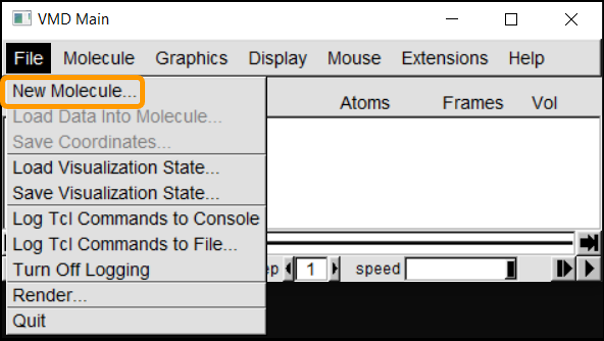 VMD Main
File Molecule Graphics Display Mouse Extensions Help
New Molecule...
Atoms Frames Vol
Load Data Into Molecule...
Save Coordinates...
Load Visualization State...
Save Visualization State...
Log Tcl Commands to Console
Log Tcl Commands to File...
Turn Off Logging
1 speed
Render...
Quit